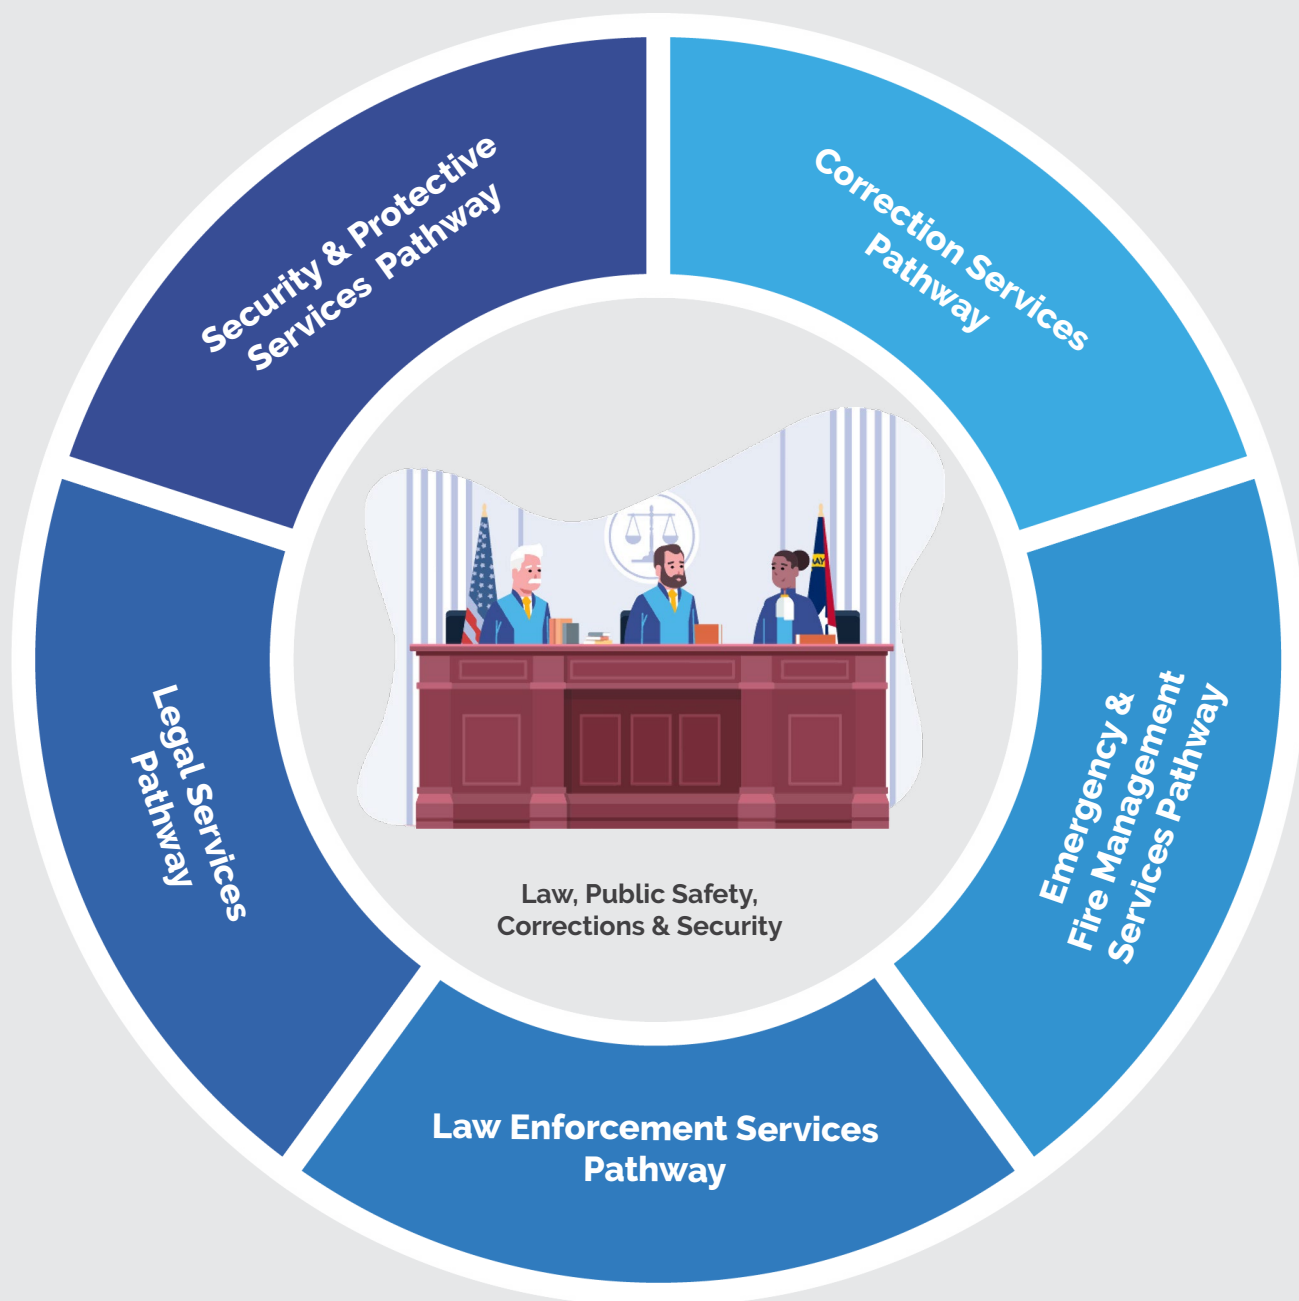 Security & Protective
Services Pathway
Correction Services
Pathway
Emergency &
Fire Management
Services Pathway
Law Enforcement Services
Pathway
Legal Services
Pathway
Law, Public Safety,
Corrections & Security